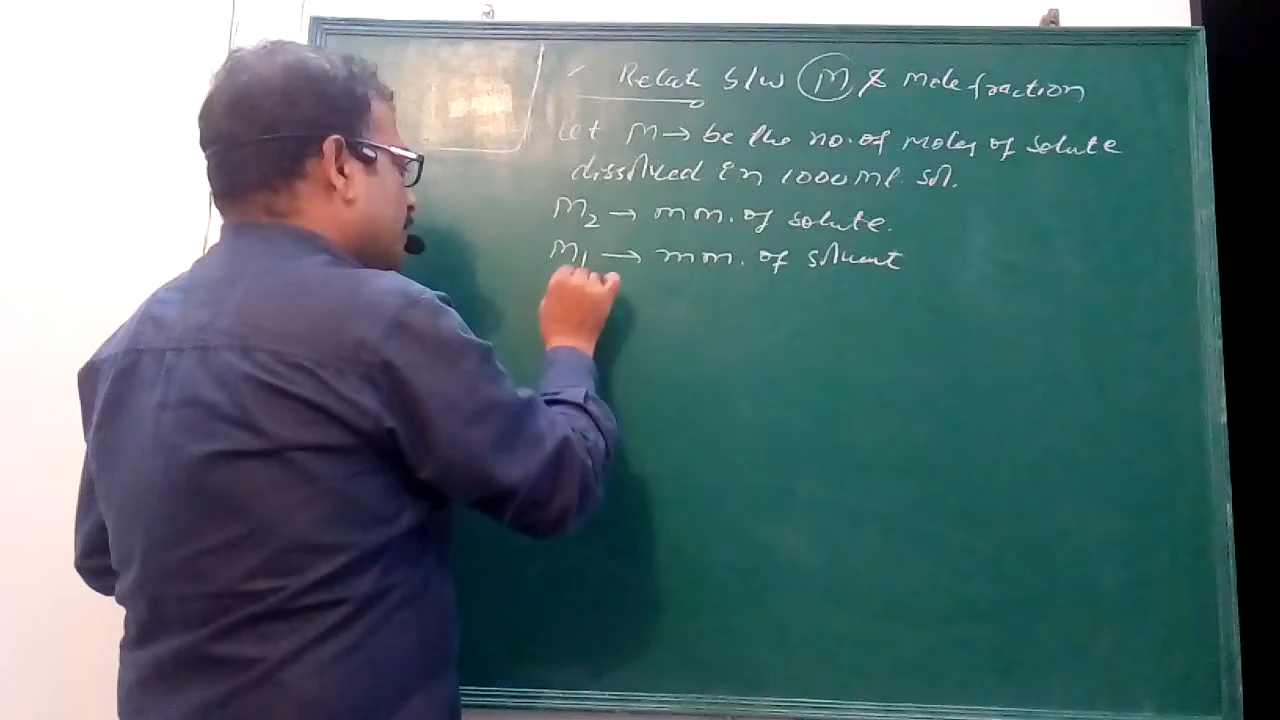 Relatn b/w M & Mole fraction
Let M → be the no. of moles of solute
dissolved in 1000 ml. sol.
M2 → m m. of solute.
M1 → m m. of solvent